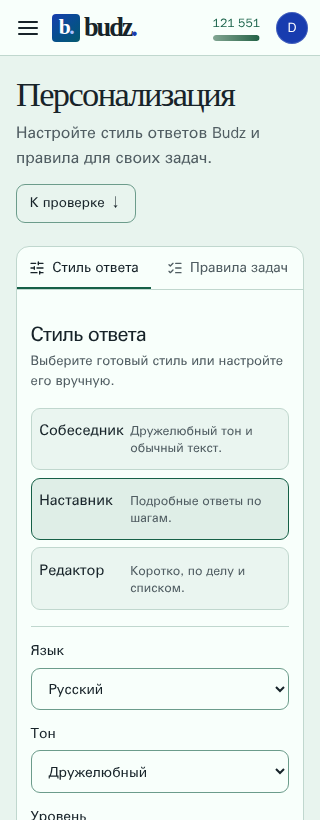 b. budz.
121 551
D
Персонализация
Настройте стиль ответов Budz и
правила для своих задач.
К проверке ↓
Стиль ответа
Правила задач
Стиль ответа
Выберите готовый стиль или настройте
его вручную.
Собеседник
Дружелюбный тон и
обычный текст.
Наставник
Подробные ответы по
шагам.
Редактор
Коротко, по делу и
списком.
Язык
Русский
Тон
Дружелюбный
Уровень